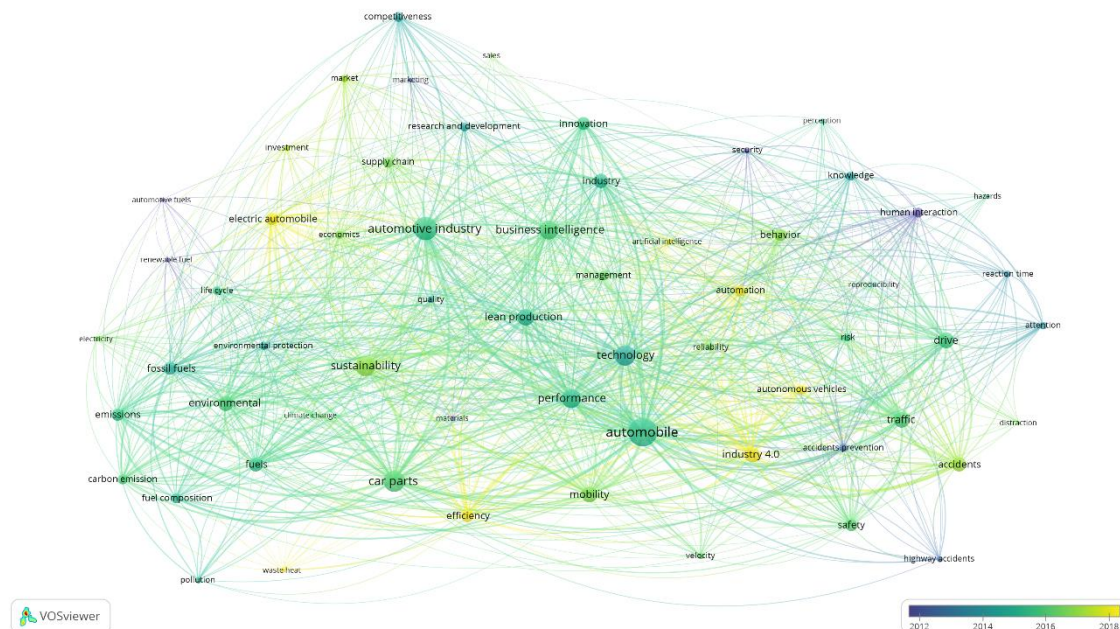 competitiveness
sales
market
marketing
research and development
innovation
perception
investment
supply chain
security
industry
knowledge
automotive fuels
hazards
electric automobile
human interaction
automotive industry
business intelligence
economics
behavior
artificial intelligence
renewable fuel
management
reaction time
life cycle
automation
reproducibility
quality
lean production
attention
electricity
environmental protection
reliability
risk
drive
technology
fossil fuels
sustainability
autonomous vehicles
environmental
performance
emissions
climate change
materials
traffic
distraction
automobile
accidents prevention
industry 4.0
fuels
accidents
carbon emission
car parts
fuel composition
mobility
efficiency
safety
velocity
highway accidents
waste heat
pollution
VOSviewer
2012 2014 2016 2018